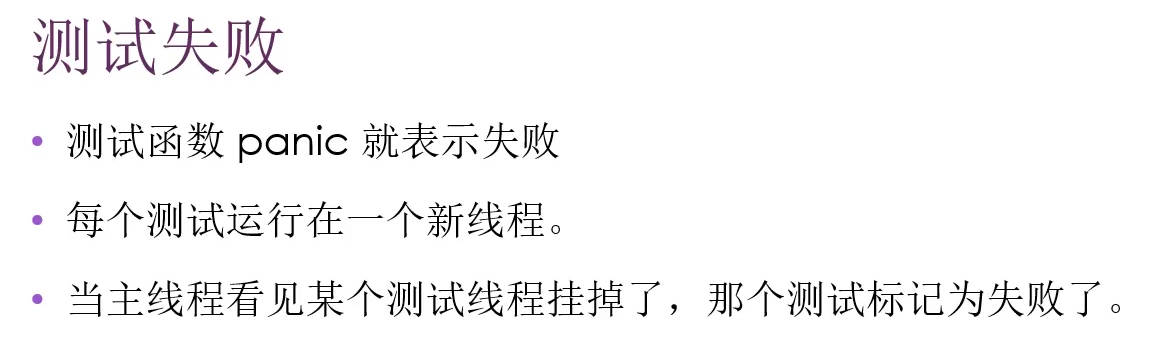 测试失败
测试函数 panic 就表示失败
每个测试运行在一个新线程。
当主线程看见某个测试线程挂掉了，那个测试标记为失败了。